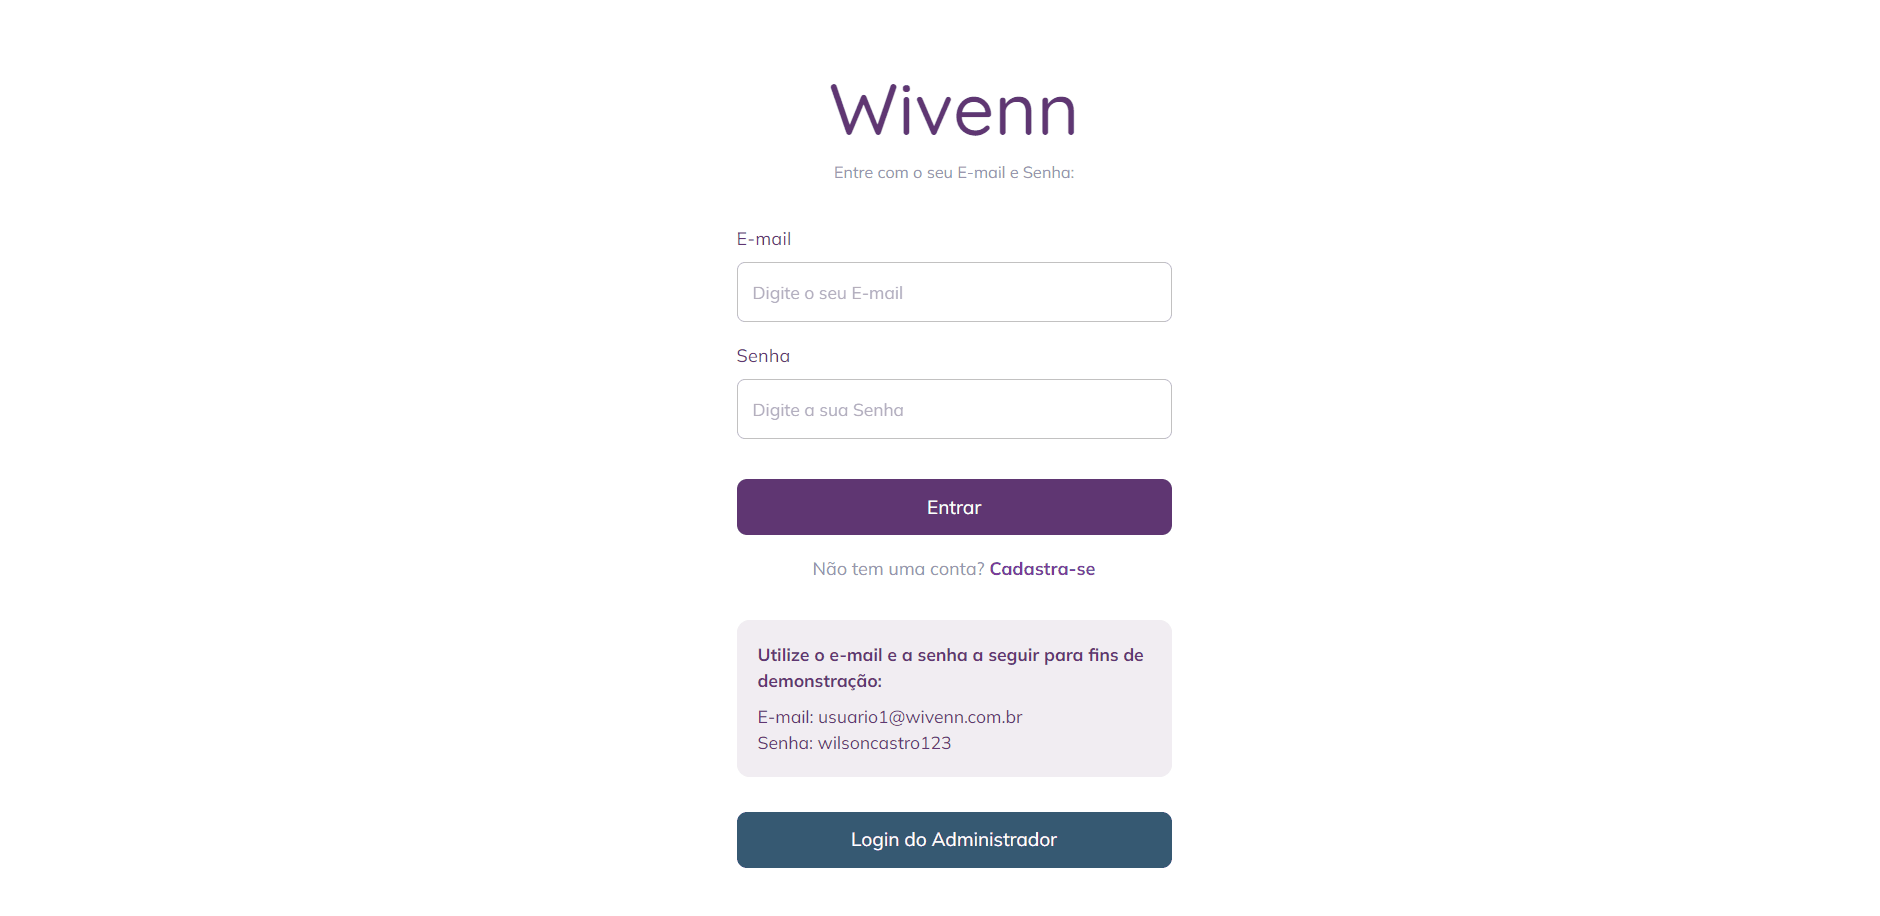 Wivenn
Entre com o seu E-mail e Senha:
E-mail
Digite o seu E-mail
Senha
Digite a sua Senha
Entrar
Não tem uma conta? Cadastra-se
Utilize o e-mail e a senha a seguir para fins de
demonstração:
E-mail: usuario1@wivenn.com.br
Senha: wilsoncastro123
Login do Administrador